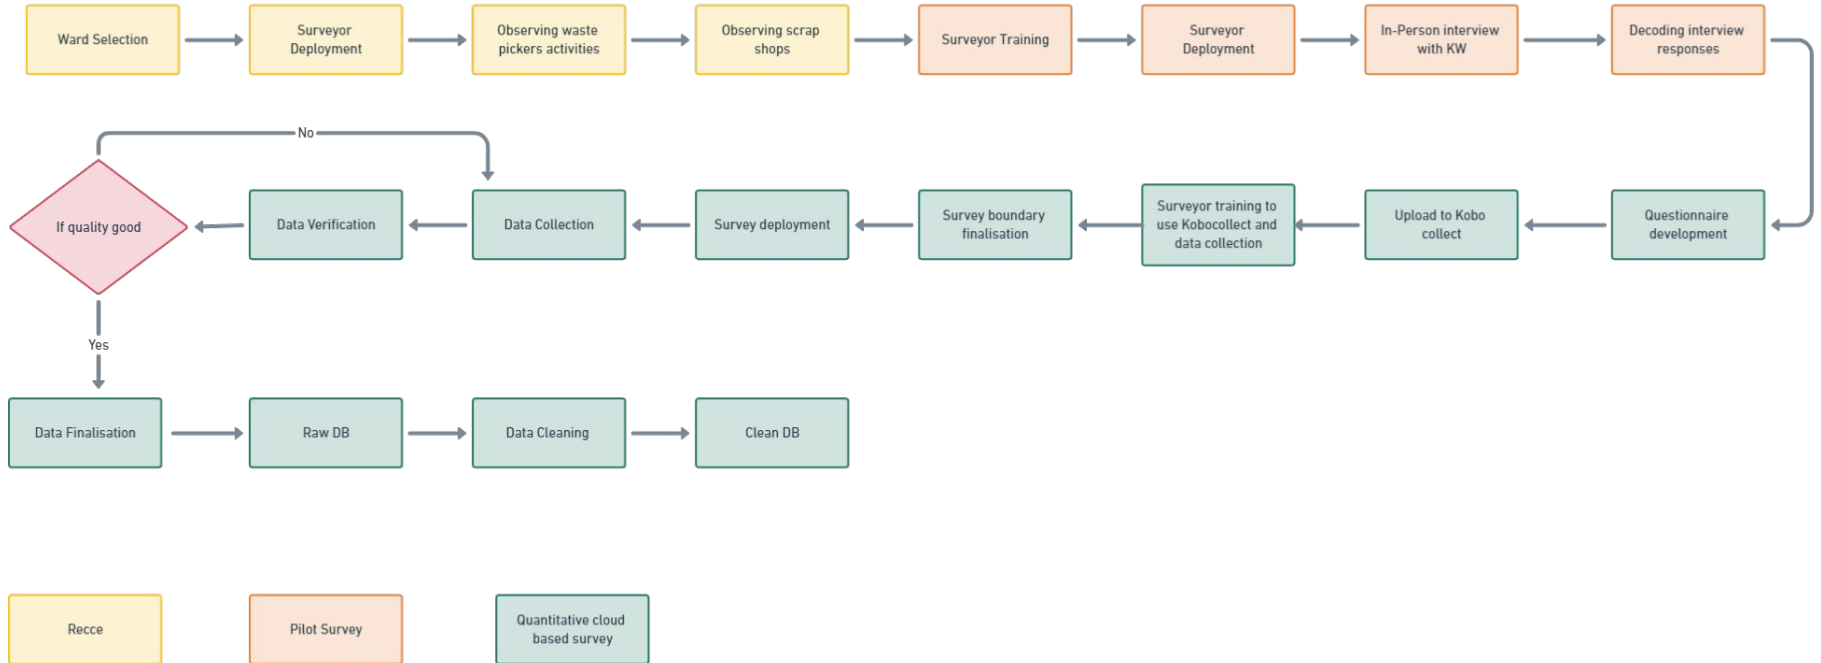 Ward Selection
Surveyor
Deployment
Observing waste
pickers activities
Observing scrap
shops
Surveyor Training
Surveyor
Deployment
In-Person interview
with KW
Decoding interview
responses
No
If quality good
Data Verification
Data Collection
Survey deployment
Survey boundary
finalisation
Surveyor training to
use Kobocollect and
data collection
Upload to Kobo
collect
Questionnaire
development
Yes
Data Finalisation
Raw DB
Data Cleaning
Clean DB
Recce
Pilot Survey
Quantitative cloud
based survey